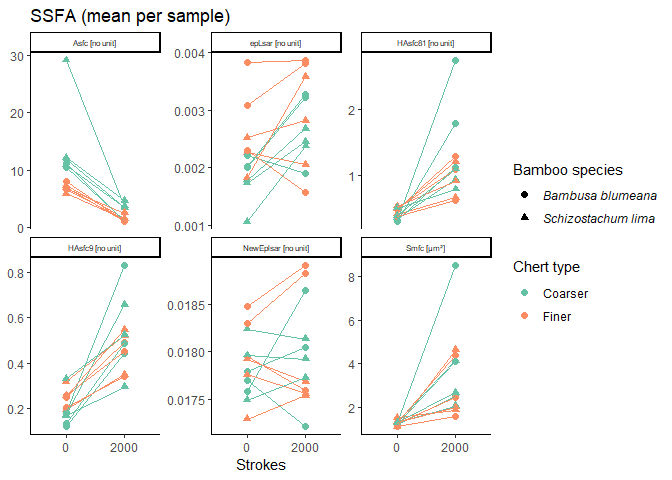 SSFA (mean per sample)
Asfc [no unit]
epLsar [no unit]
HAsfc81 [no unit]
30
20
10
0
0.004
0.003
0.002
0.001
2
1
HAsfc9 [no unit]
NewEplsar [no unit]
Smfc [µm²]
0.8
0.6
0.4
0.2
0.0185
0.0180
0.0175
8
6
4
2
0 2000
0 2000
0 2000
Strokes
Bamboo species
Bambusa blumeana
Schizostachum lima
Chert type
Coarser
Finer